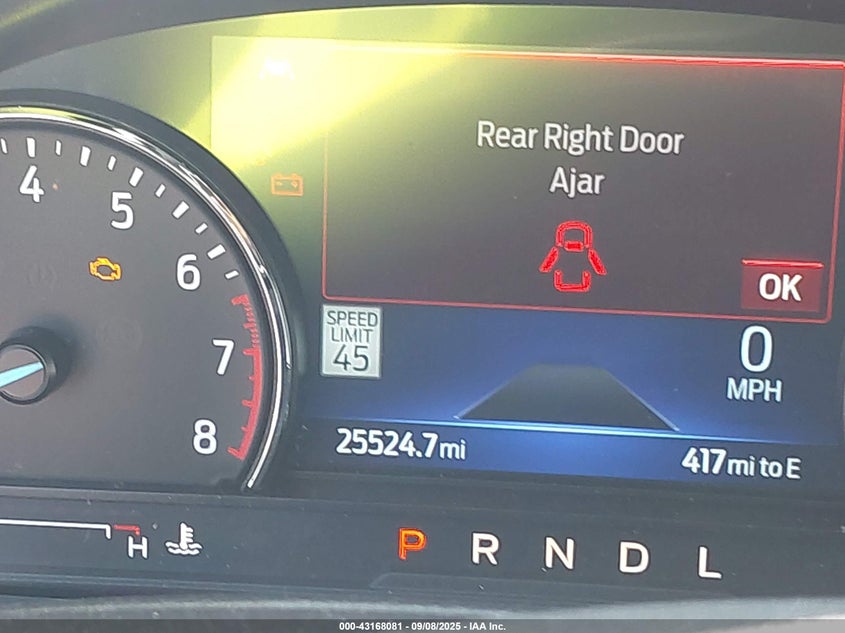 Rear Right Door
Ajar
OK
4
5
6
7
8
SPEED
LIMIT
45
0
MPH
25524.7mi
417mi to E
H
P R N D L
000-43168081 - 09/08/2025 - IAA Inc.